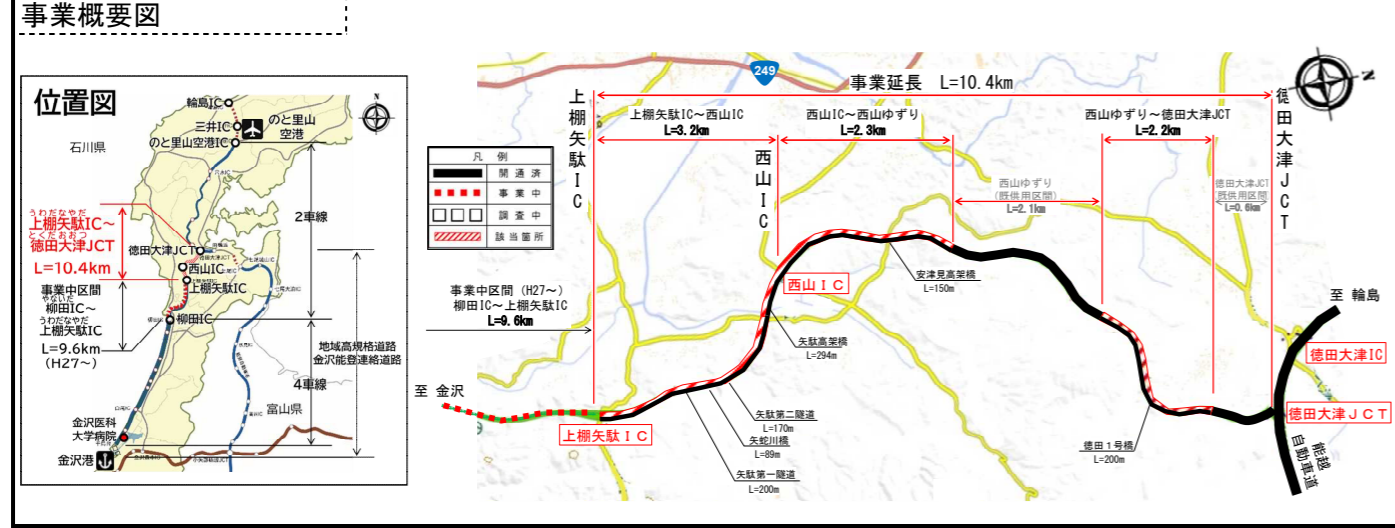 事業概要図
位置図
N
輪島IC
三井IC
のと里山
空港
のと里山空港IC
石川県
2車線
うわだなやだ
上棚矢駄IC~
とくだおおつ
徳田大津JCT
L=10.4km
徳田大津JCT
西山IC
上棚矢駄IC
事業中区間
やないだ
柳田IC~
うわだなやだ
上棚矢駄IC
L=9.6km
(H27~)
柳田IC
地域高規格道路
金沢能登連絡道路
4車線
富山県
金沢医科
大学病院
金沢港
凡 例
開通済
事業中
調査中
該当箇所
249
事業延長 L=10.4km
N
上棚矢駄IC
上棚矢駄IC~西山IC
L=3.2km
西山IC
西山IC~西山ゆずり
L=2.3km
西山ゆずり
(既供用区間)
L=2.1km
西山ゆずり~徳田大津JCT
L=2.2km
徳田大津JCT
(既供用区間)
L=0.6km
徳田大津JCT
事業中区間 (H27~)
柳田IC~上棚矢駄IC
L=9.6km
至 金沢
上棚矢駄IC
矢駄第一隧道
L=200m
矢蛇川橋
L=89m
矢駄第二隧道
L=170m
矢駄高架橋
L=294m
西山IC
安津見高架橋
L=150m
徳田1号橋
L=200m
至 輪島
徳田大津IC
徳田大津JCT
能越
自動車道